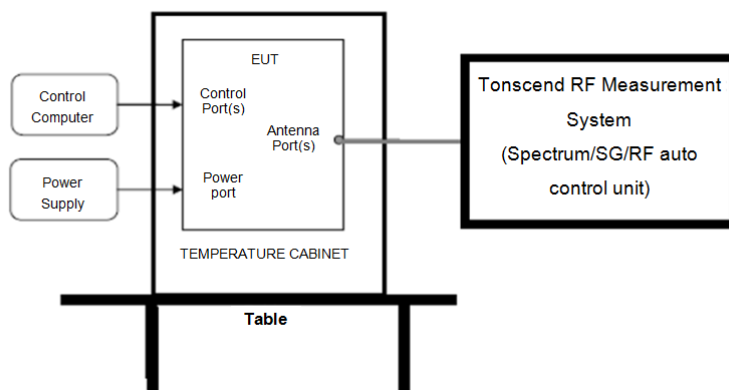 EUT
Control
Computer
Control
Port(s)
Antenna
Port(s)
Power
Supply
Power
port
TEMPERATURE CABINET
Table
Tonscend RF Measurement
System
(Spectrum/SG/RF auto
control unit)